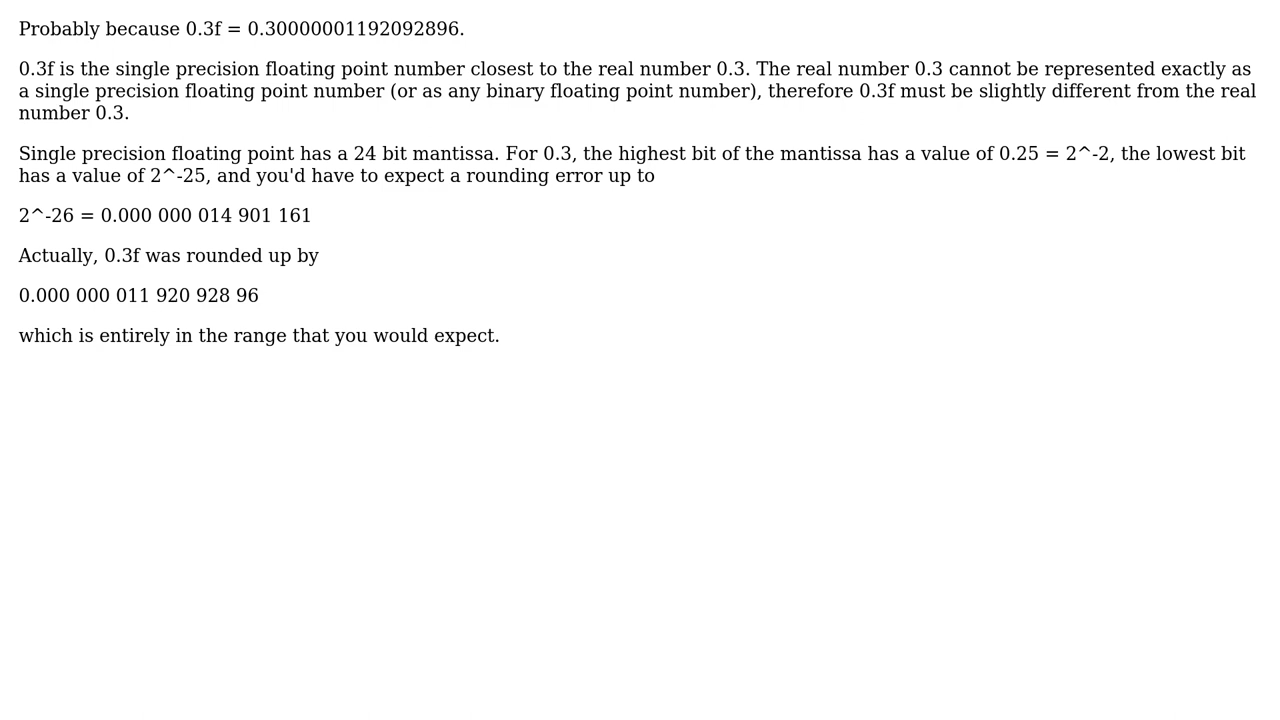 Probably because 0.3f = 0.30000001192092896.
0.3f is the single precision floating point number closest to the real number 0.3. The real number 0.3 cannot be represented exactly as
a single precision floating point number (or as any binary floating point number), therefore 0.3f must be slightly different from the real
number 0.3.
Single precision floating point has a 24 bit mantissa. For 0.3, the highest bit of the mantissa has a value of 0.25 = 2^-2, the lowest bit
has a value of 2^-25, and you'd have to expect a rounding error up to
2^-26 = 0.000 000 014 901 161
Actually, 0.3f was rounded up by
0.000 000 011 920 928 96
which is entirely in the range that you would expect.